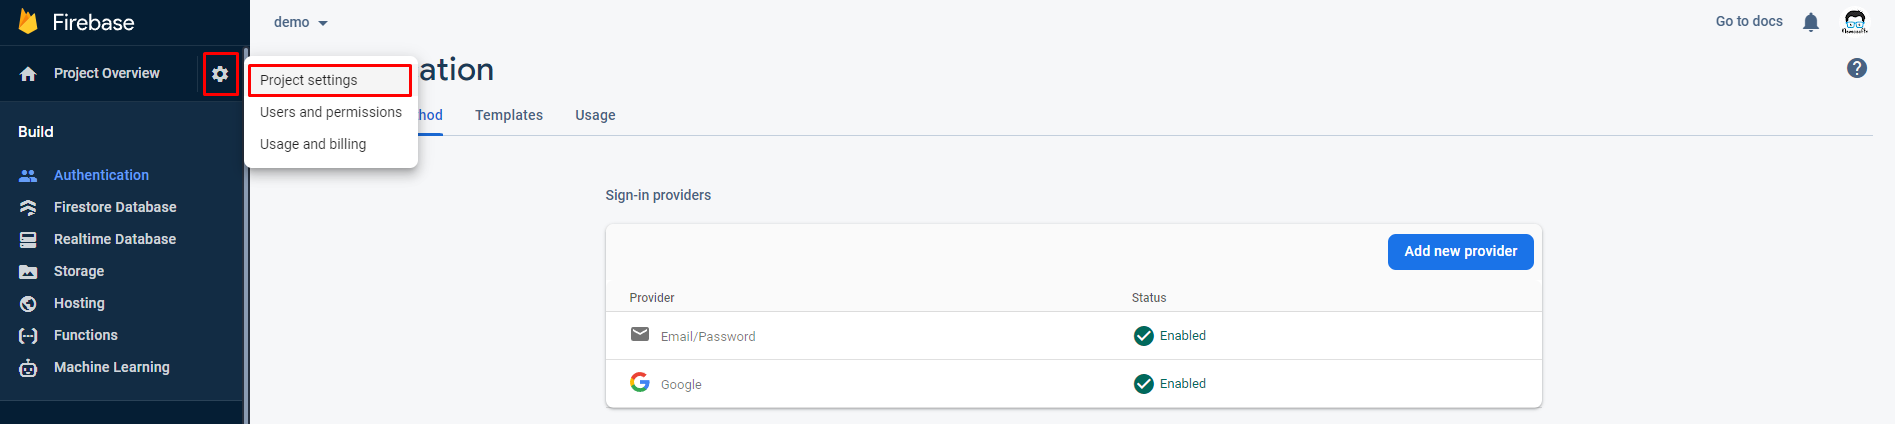 Firebase
demo
Go to docs
Project Overview
Project settings
Users and permissions
Usage and billing
ation
hod
Templates
Usage
Build
Authentication
Firestore Database
Realtime Database
Storage
Hosting
Functions
Machine Learning
Sign-in providers
Add new provider
Provider Status
Email/Password Enabled
Google Enabled